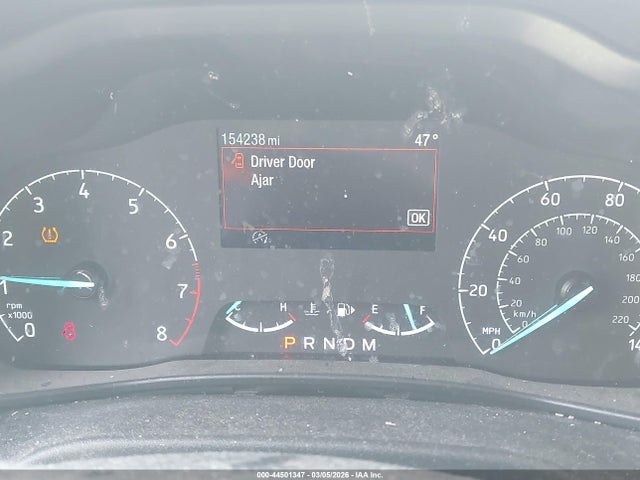 154238 mi 47°
Driver Door
Ajar
OK
0 1 2 3 4 5 6 7 8
rpm
x1000
H E F
P R N D M
0 20 40 60 80 14
MPH
0 20 40 60 80 100 120 140 160 180 200 220
km/h
000-44501347 | 03/05/2026 | IAA Inc.